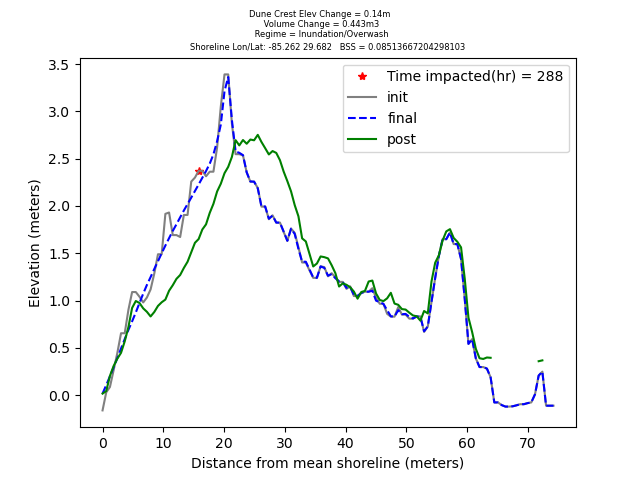 Dune Crest Elev Change = 0.14m
Volume Change = 0.443m3
Regime = Inundation/Overwash
Shoreline Lon/Lat: -85.262 29.682 BSS = 0.08513667204298103
Time impacted(hr) = 288
init
final
post
Elevation (meters)
3.5
3.0
2.5
2.0
1.5
1.0
0.5
0.0
0 10 20 30 40 50 60 70
Distance from mean shoreline (meters)